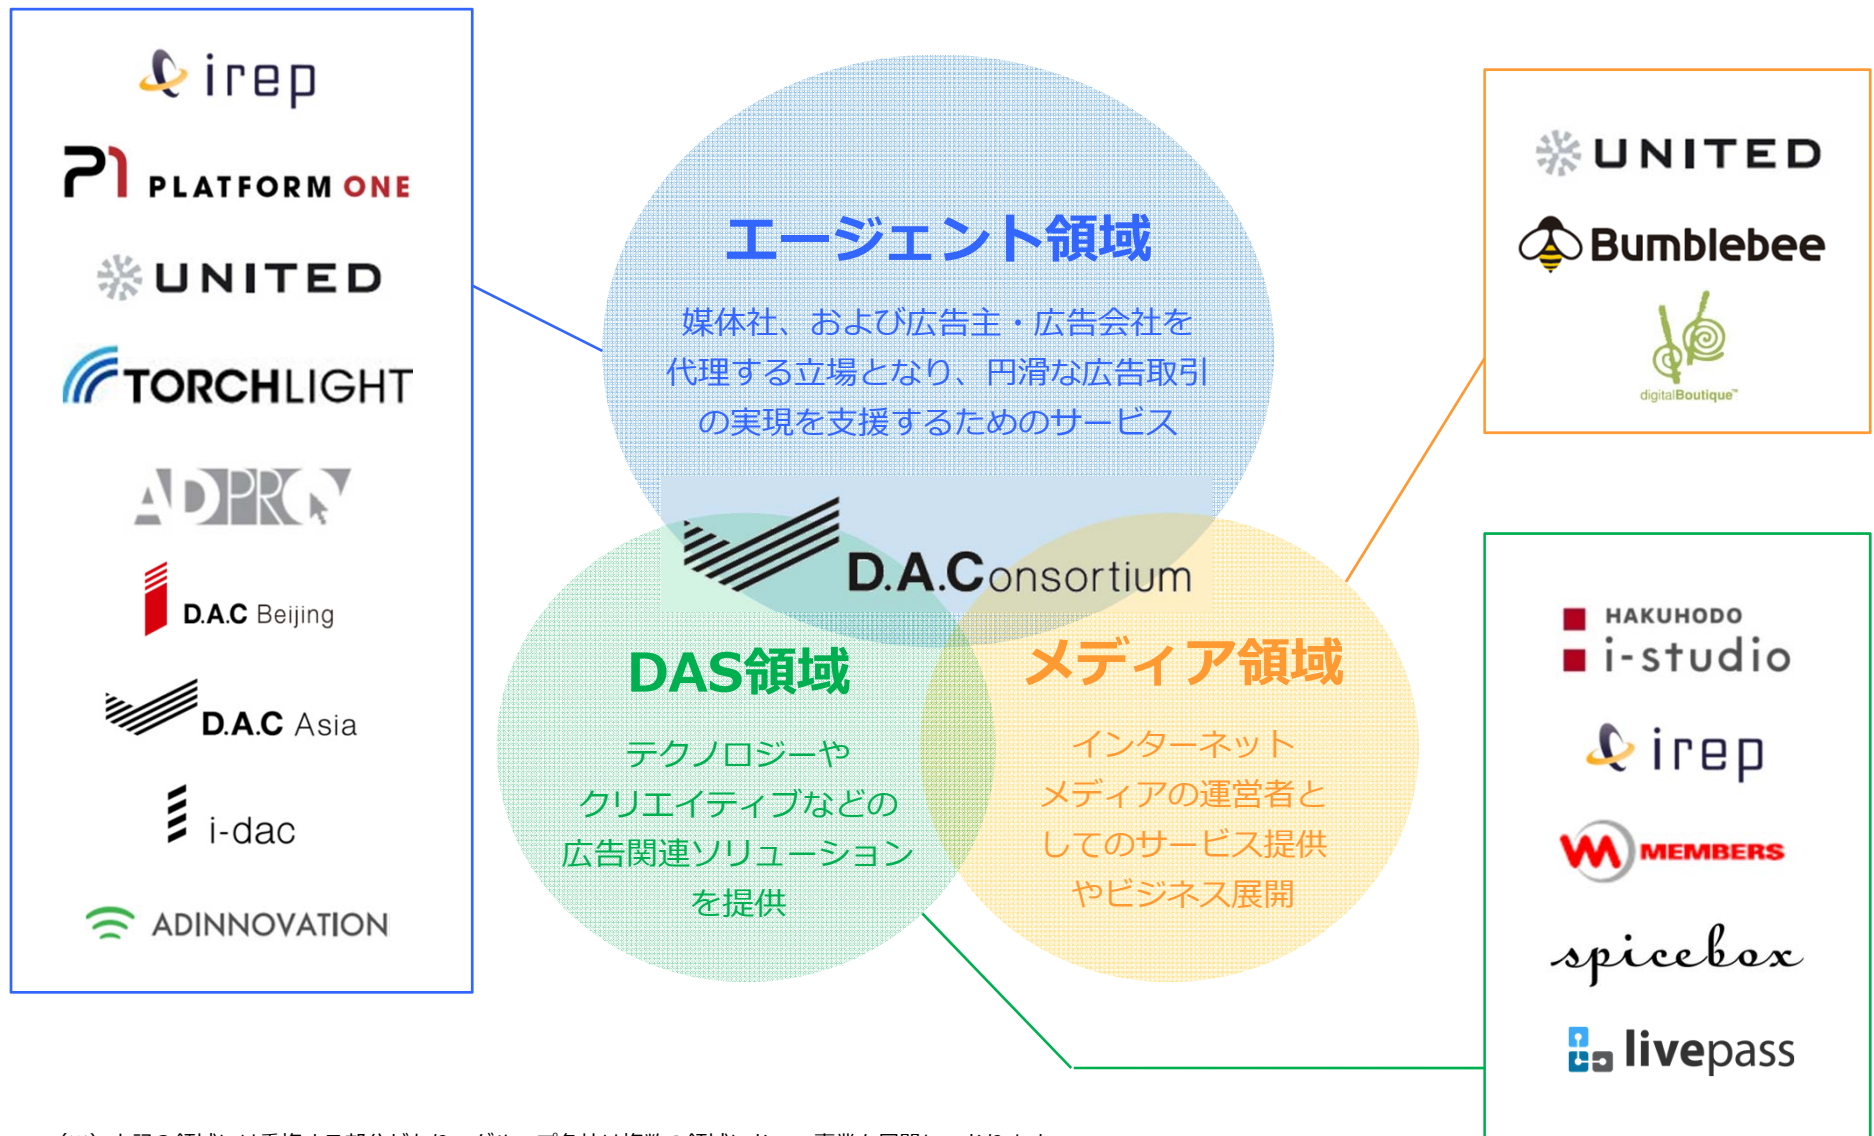 irep
P1 PLATFORM ONE
UNITED
TORCHLIGHT
ADPRO
D.A.C Beijing
D.A.C Asia
i-dac
ADINNOVATION
エージェント領域
媒体社、および広告主・広告会社を
代理する立場となり、円滑な広告取引
の実現を支援するためのサービス
D.A.Consortium
DAS領域
テクノロジーや
クリエイティブなどの
広告関連ソリューション
を提供
メディア領域
インターネット
メディアの運営者と
してのサービス提供
やビジネス展開
UNITED
Bumblebee
digitalBoutique™
HAKUHODO
i-studio
irep
MEMBERS
spicebox
livepass